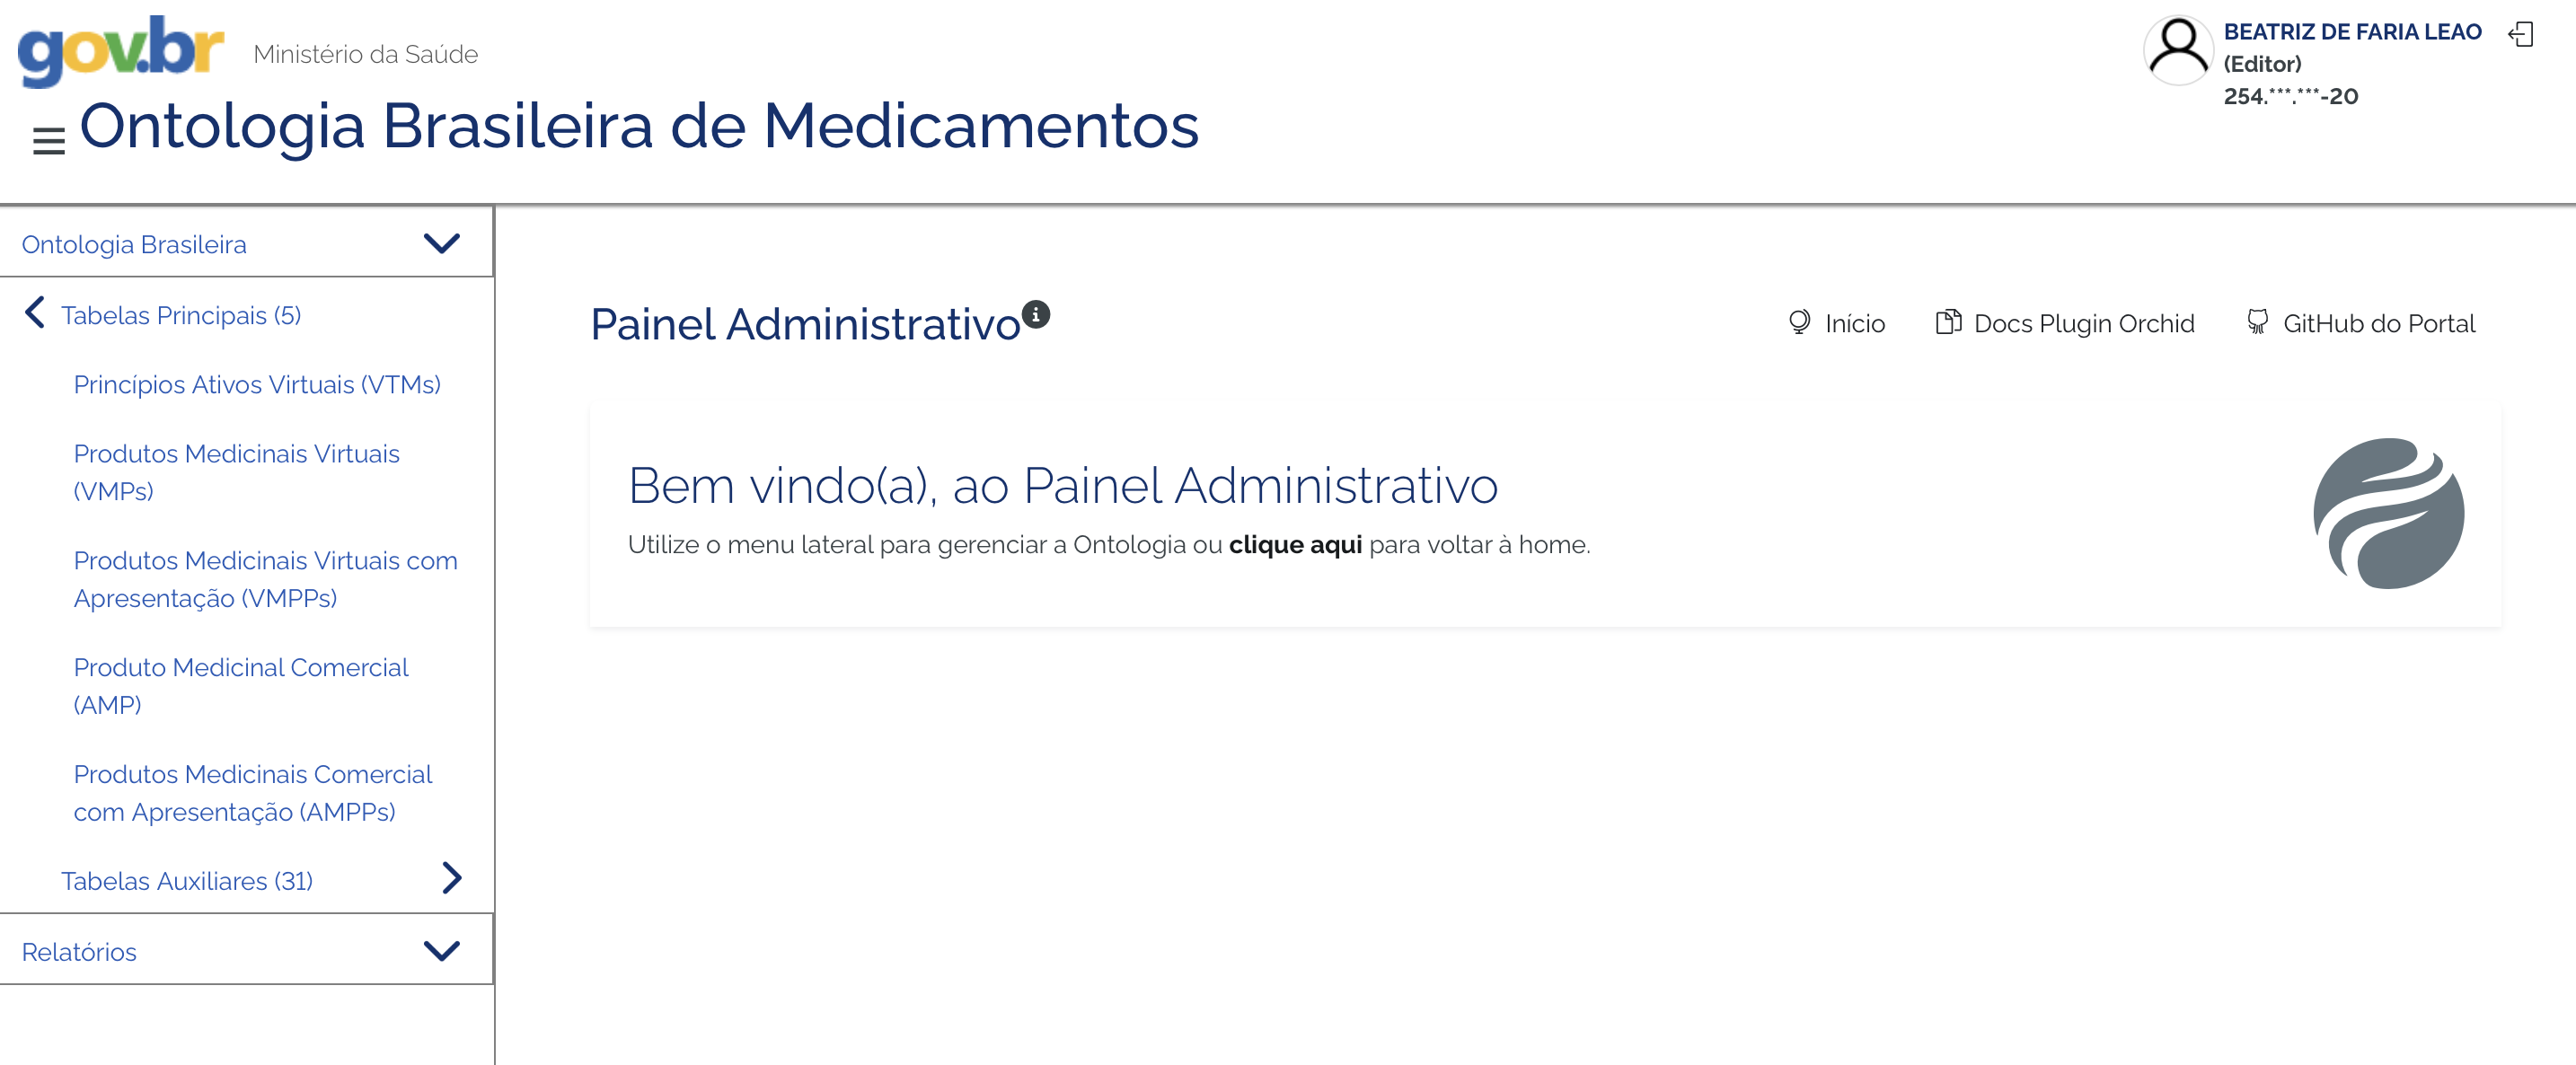 gov.br
Ministério da Saúde
BEATRIZ DE FARIA LEAO
(Editor)
254.***.***-20
Ontologia Brasileira de Medicamentos
Ontologia Brasileira
Tabelas Principais (5)
Princípios Ativos Virtuais (VTMs)
Produtos Medicinais Virtuais
(VMPs)
Produtos Medicinais Virtuais com
Apresentação (VMPPs)
Produto Medicinal Comercial
(AMP)
Produtos Medicinais Comercial
com Apresentação (AMPPs)
Tabelas Auxiliares (31)
Relatórios
Painel Administrativo
Início
Docs Plugin Orchid
GitHub do Portal
Bem vindo(a), ao Painel Administrativo
Utilize o menu lateral para gerenciar a Ontologia ou clique aqui para voltar à home.